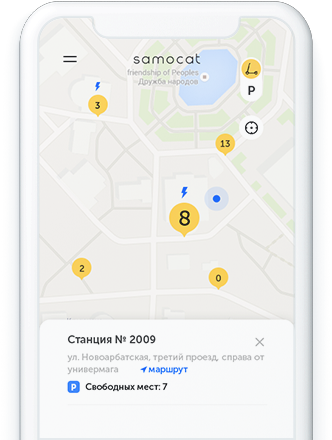 samocat
friendship of Peoples
Дружба народов
P
3
13
8
2
0
Станция № 2009
ул. Новоарбатская, третий проезд, справа от
универмага маршрут
P Свободных мест: 7